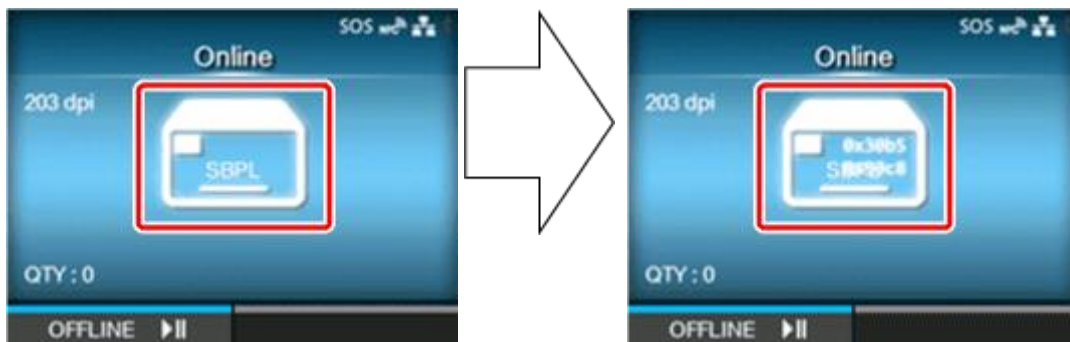 SOS
Online
203 dpi
SBPL
QTY : 0
OFFLINE
SOS
Online
203 dpi
0x30b5
QTY : 0
OFFLINE